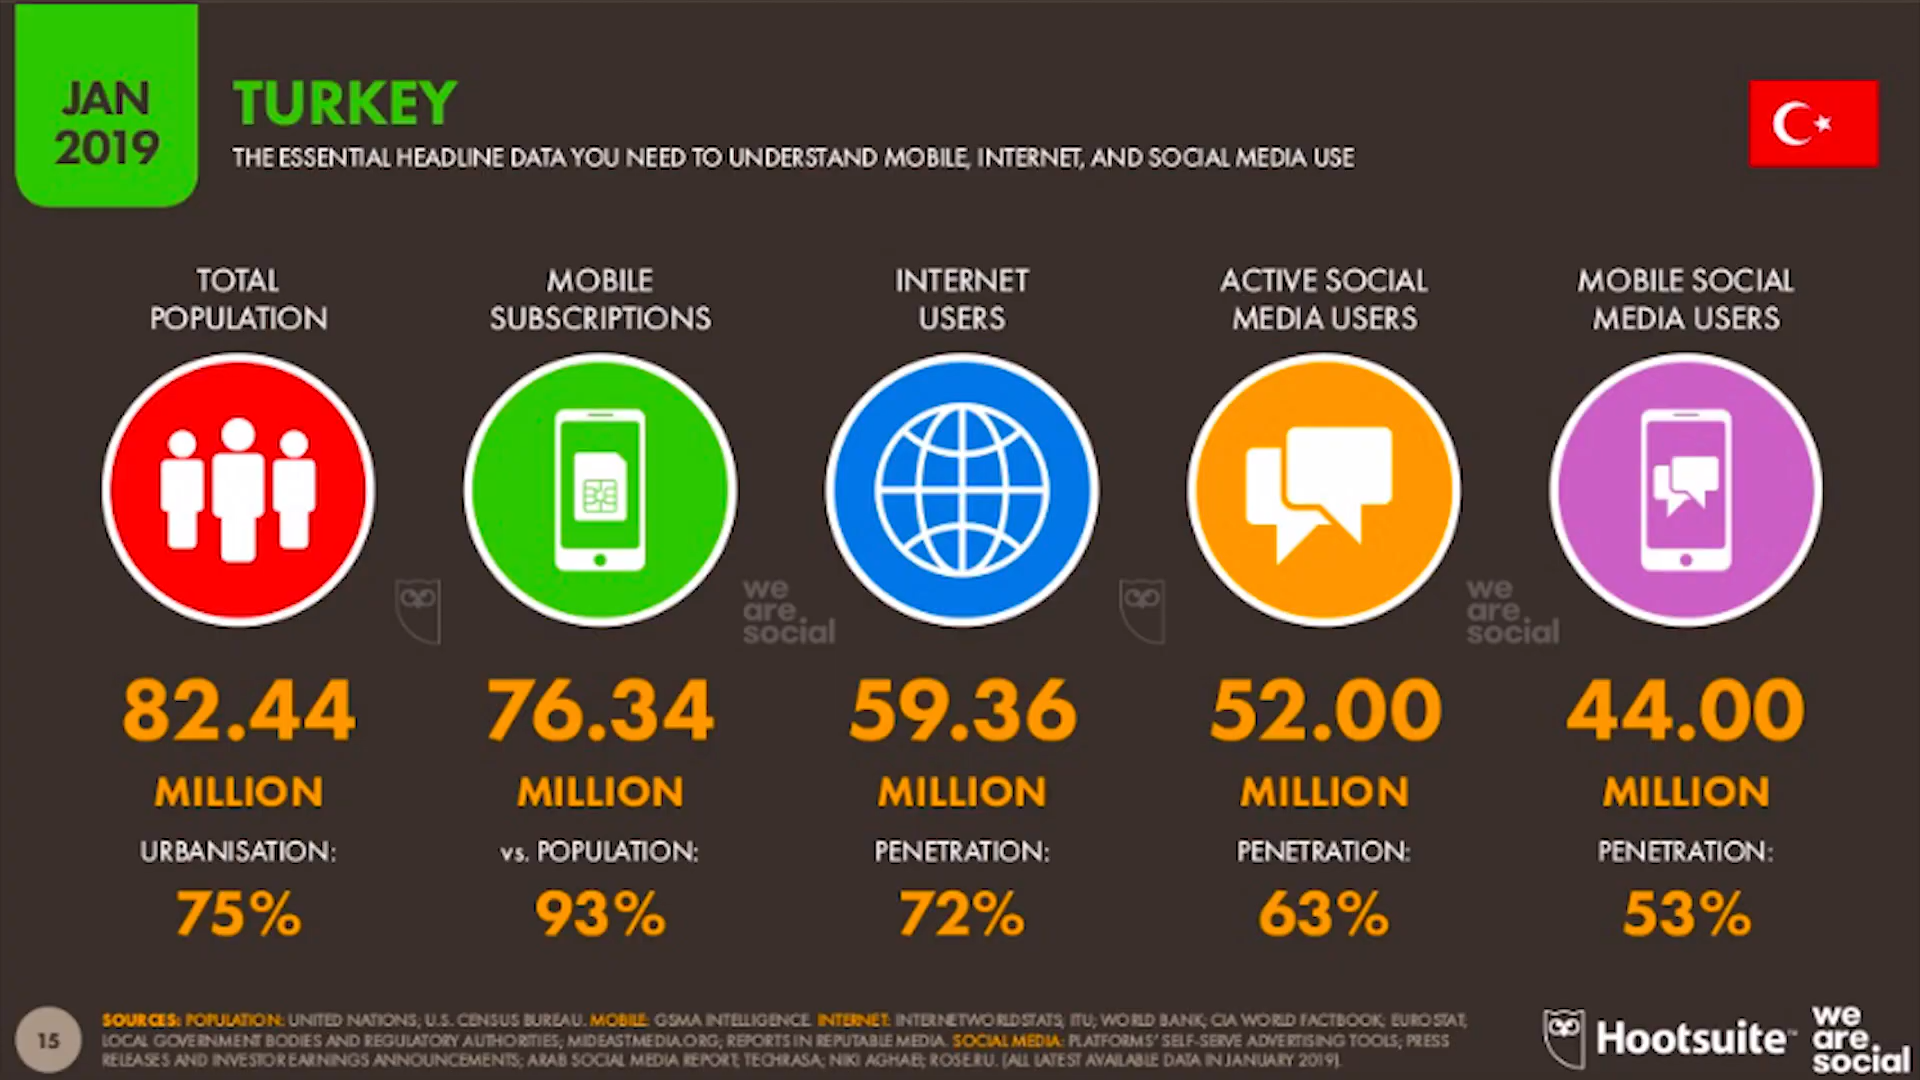 JAN
2019
TURKEY
THE ESSENTIAL HEADLINE DATA YOU NEED TO UNDERSTAND MOBILE, INTERNET, AND SOCIAL MEDIA USE
TOTAL
POPULATION
MOBILE
SUBSCRIPTIONS
INTERNET
USERS
ACTIVE SOCIAL
MEDIA USERS
MOBILE SOCIAL
MEDIA USERS
we
are
social
we
are
social
82.44
MILLION
URBANISATION:
75%
76.34
MILLION
vs. POPULATION:
93%
59.36
MILLION
PENETRATION:
72%
52.00
MILLION
PENETRATION:
63%
44.00
MILLION
PENETRATION:
53%
15
SOURCES: POPULATION: UNITED NATIONS; U.S. CENSUS BUREAU. MOBILE: GSMA INTELLIGENCE. INTERNET: INTERNETWORLDSTATS; ITU; WORLD BANK; CIA WORLD FACTBOOK; EUROSTAT;
LOCAL GOVERNMENT BODIES AND REGULATORY AUTHORITIES; MIDEASTMEDIA.ORG; REPORTS IN REPUTABLE MEDIA. SOCIAL MEDIA: PLATFORMS' SELF-SERVE ADVERTISING TOOLS; PRESS
RELEASES AND INVESTOR EARNINGS ANNOUNCEMENTS; ARAB SOCIAL MEDIA REPORT; TECHRASA; NIKI AGHAEI; ROSE.RU. (ALL LATEST AVAILABLE DATA IN JANUARY 2019).
Hootsuite™
we
are
social